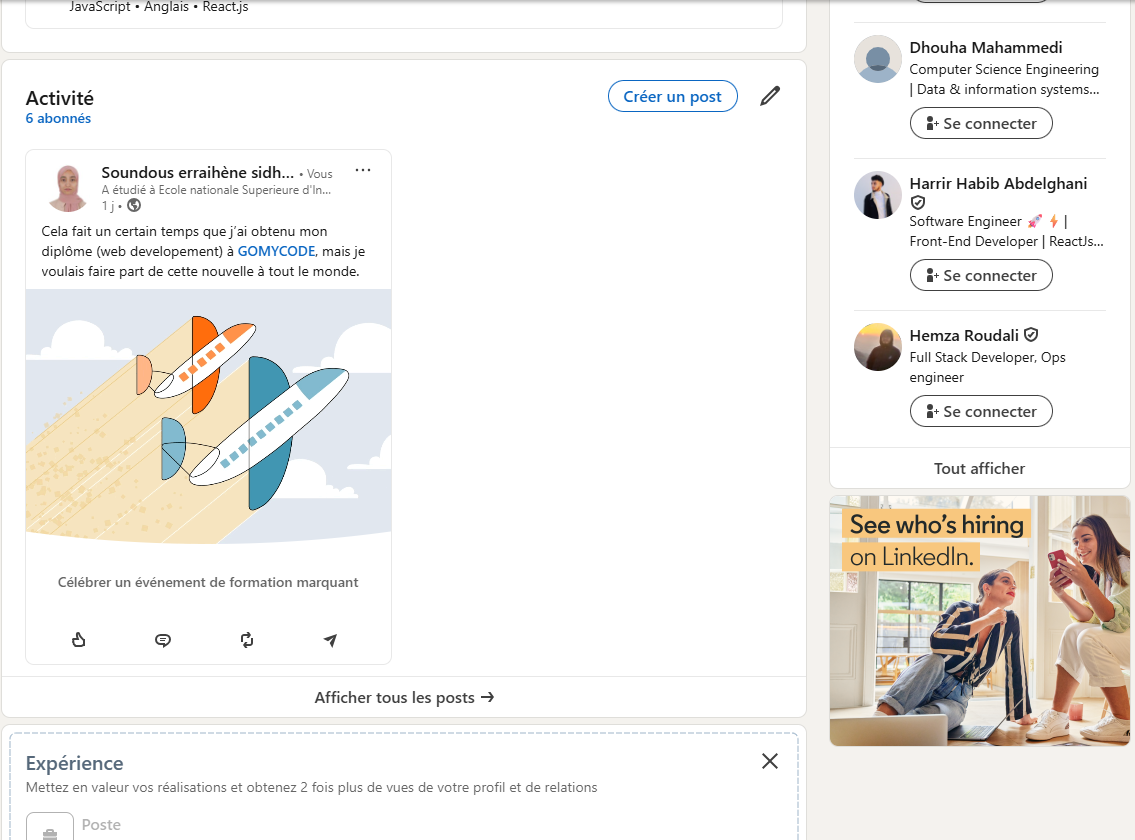 JavaScript • Anglais • React.js
Activité
6 abonnés
Créer un post
Soundous erraihène sidh... • Vous
A étudié à Ecole nationale Superieure d'In...
1 j •
Cela fait un certain temps que j’ai obtenu mon
diplôme (web developement) à GOMYCODE, mais je
voulais faire part de cette nouvelle à tout le monde.
Célébrer un événement de formation marquant
Afficher tous les posts →
Expérience
Mettez en valeur vos réalisations et obtenez 2 fois plus de vues de votre profil et de relations
Poste
Dhouha Mahammedi
Computer Science Engineering
| Data & information systems...
Se connecter
Harrir Habib Abdelghani
Software Engineer 🚀⚡ |
Front-End Developer | ReactJs...
Se connecter
Hemza Roudali
Full Stack Developer, Ops
engineer
Se connecter
Tout afficher
See who’s hiring
on LinkedIn.